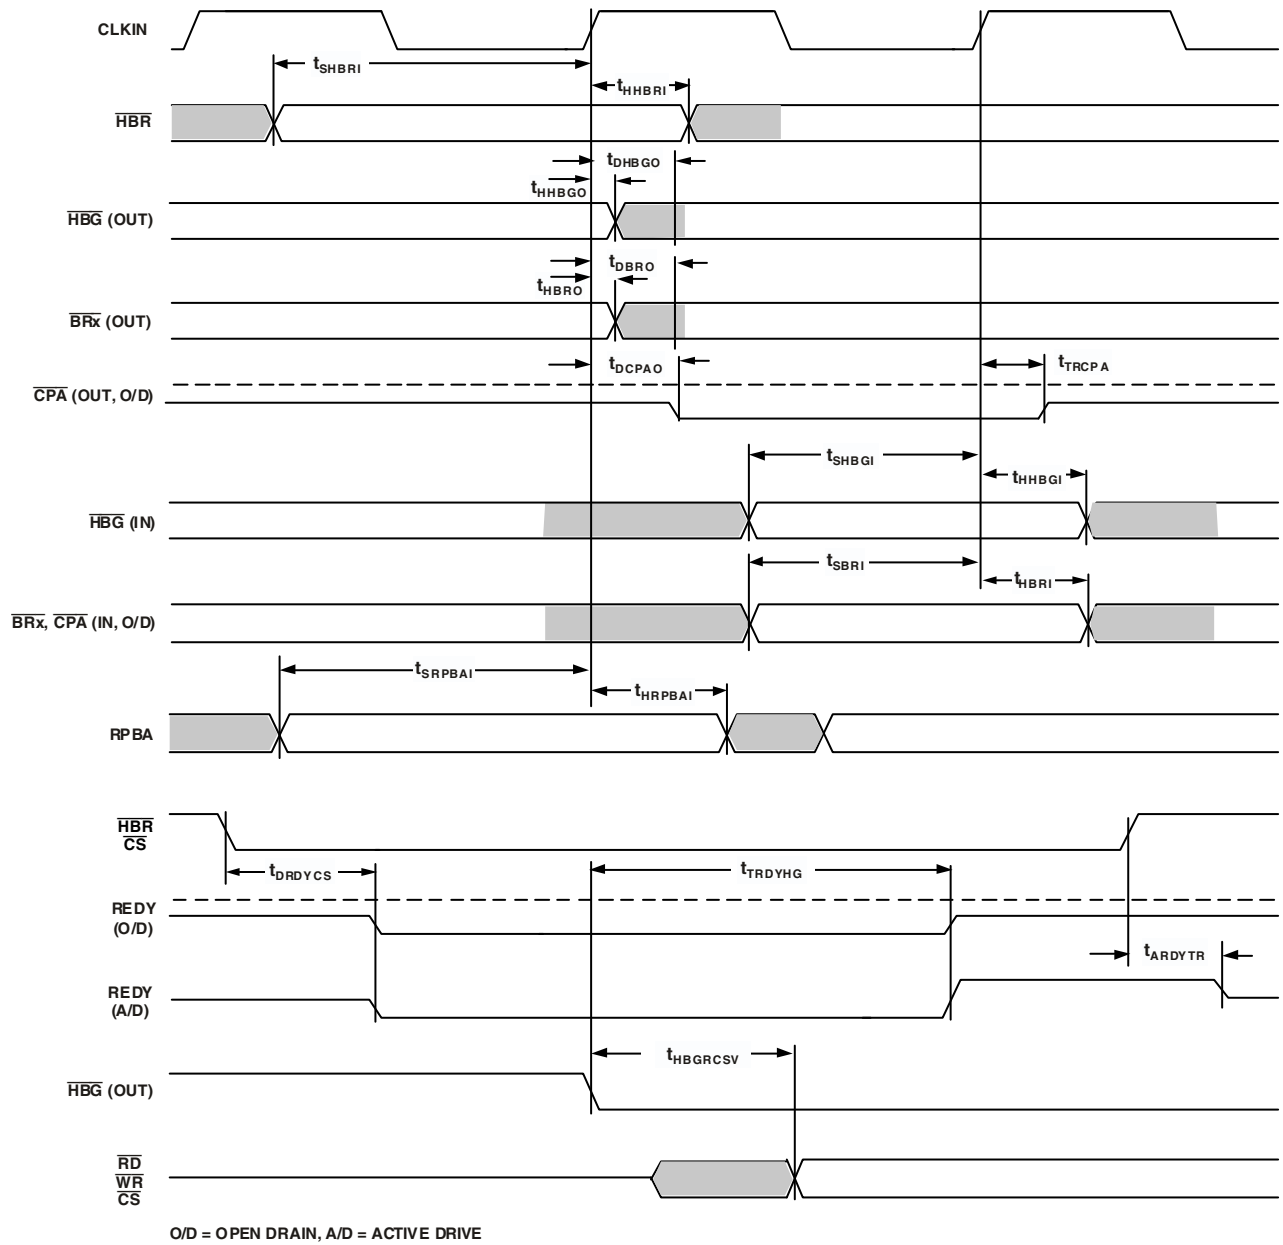 CLKIN
tSHBRI
tHHBRI
HBR
tDHBGO
tHHBGO
HBG (OUT)
tDBRO
tHBRO
BRx (OUT)
tDCPAO
tTRCPA
CPA (OUT, O/D)
tSHBGI
tHHBGI
HBG (IN)
tSBRI
tHBRI
BRx, CPA (IN, O/D)
tSRPBAI
tHRPBAI
RPBA
HBR
CS
tDRDYCS
tTRDYHG
REDY
(O/D)
tARDYTR
REDY
(A/D)
tHBGRCSV
HBG (OUT)
RD
WR
CS
O/D = OPEN DRAIN, A/D = ACTIVE DRIVE